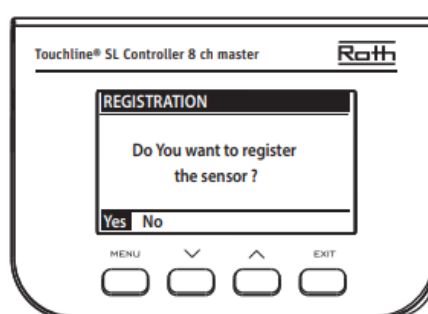 Touchline® SL Controller 8 ch master
Roth
REGISTRATION
Do You want to register
the sensor ?
Yes No
MENU EXIT